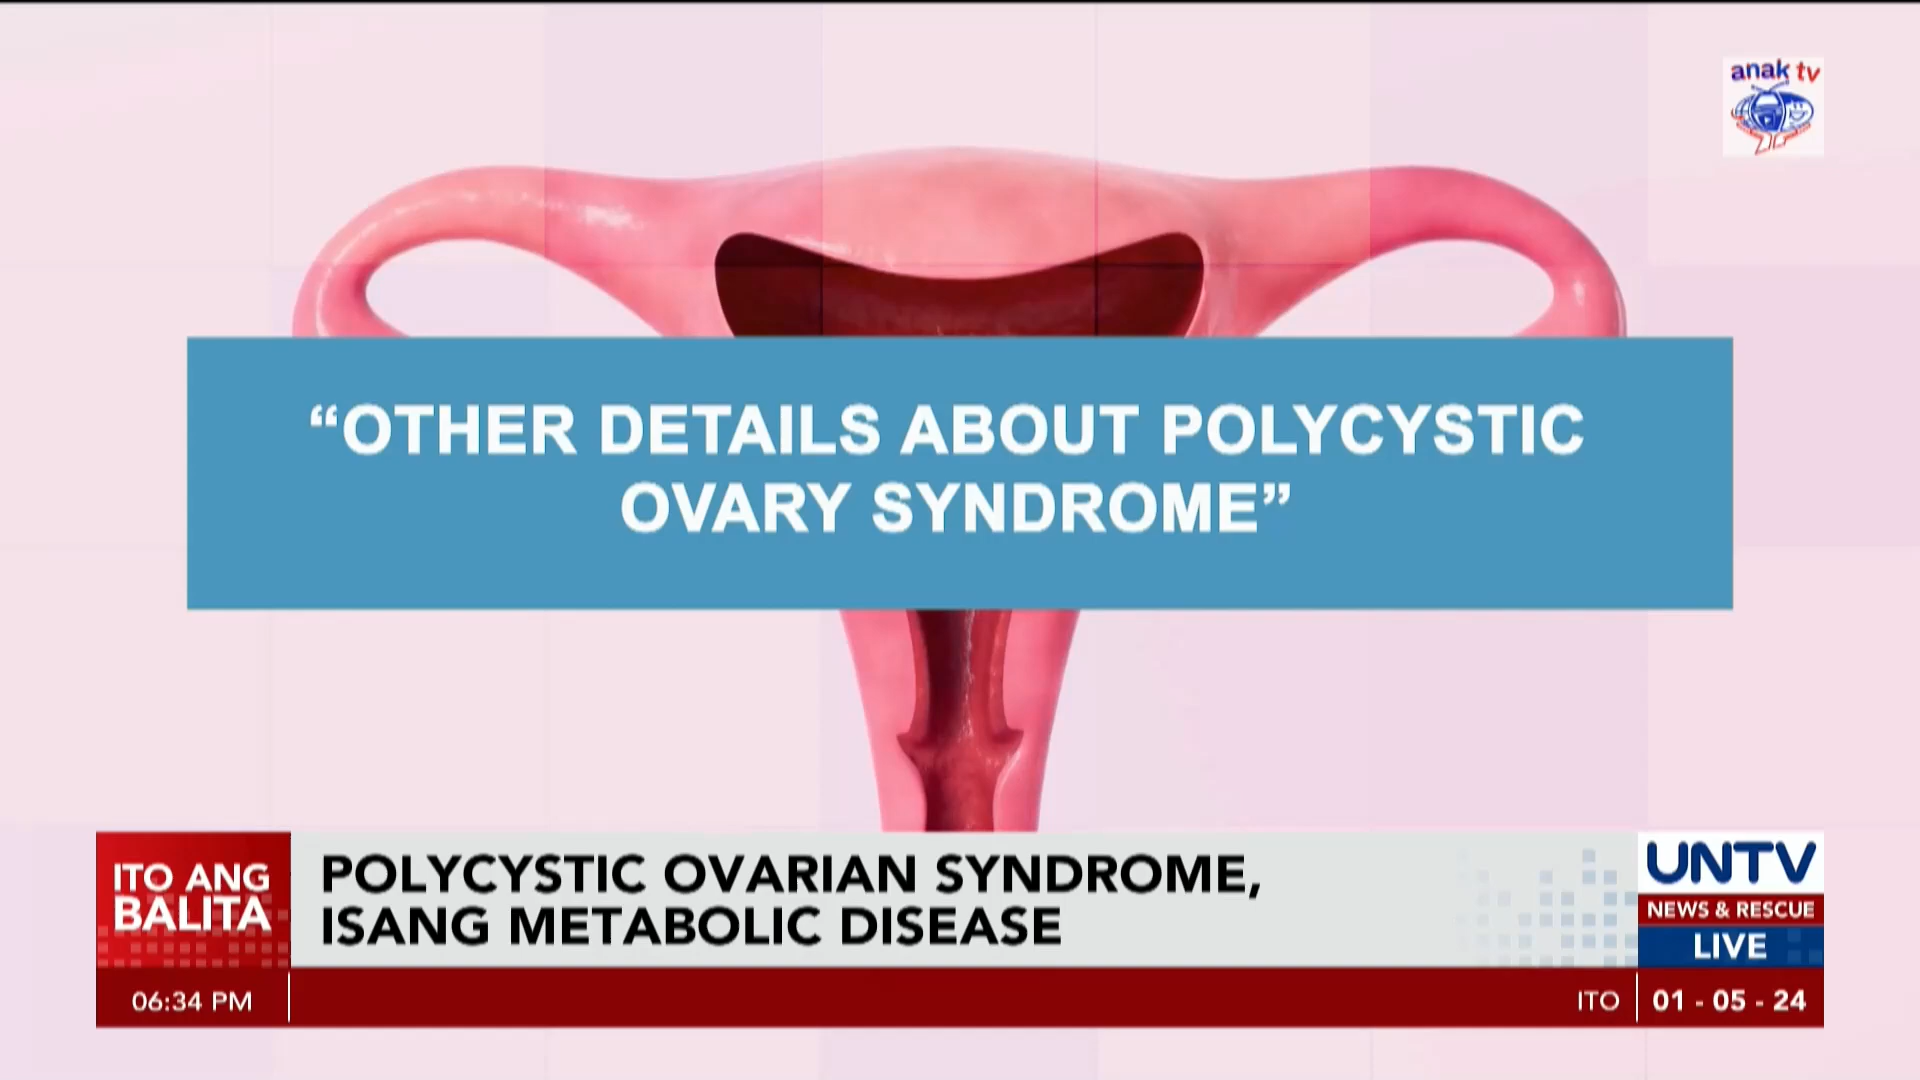 anak tv
“OTHER DETAILS ABOUT POLYCYSTIC
OVARY SYNDROME”
ITO ANG
BALITA
POLYCYSTIC OVARIAN SYNDROME,
ISANG METABOLIC DISEASE
UNTV
NEWS & RESCUE
LIVE
06:34 PM
ITO
01 - 05 - 24